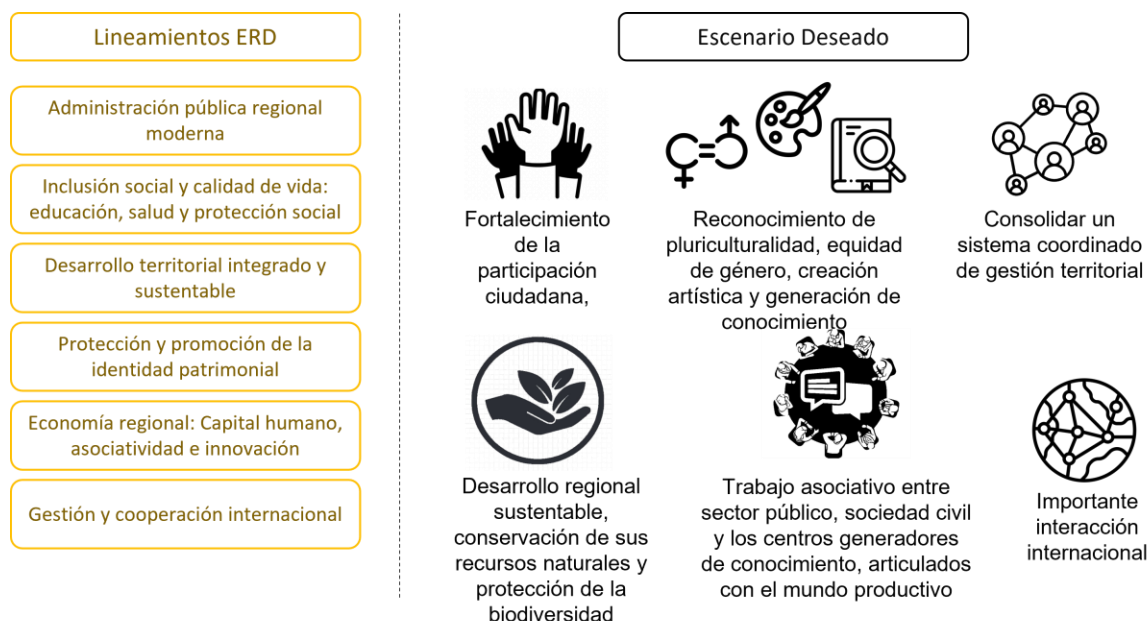 Lineamientos ERD
Administración pública regional
moderna
Inclusión social y calidad de vida:
educación, salud y protección social
Desarrollo territorial integrado y
sustentable
Protección y promoción de la
identidad patrimonial
Economía regional: Capital humano,
asociatividad e innovación
Gestión y cooperación internacional
Escenario Deseado
Fortalecimiento
de la
participación
ciudadana,
Reconocimiento de
pluriculturalidad, equidad
de género, creación
artística y generación de
conocimiento
Consolidar un
sistema coordinado
de gestión territorial
Desarrollo regional
sustentable,
conservación de sus
recursos naturales y
protección de la
biodiversidad
Trabajo asociativo entre
sector público, sociedad civil
y los centros generadores
de conocimiento, articulados
con el mundo productivo
Importante
interacción
internacional